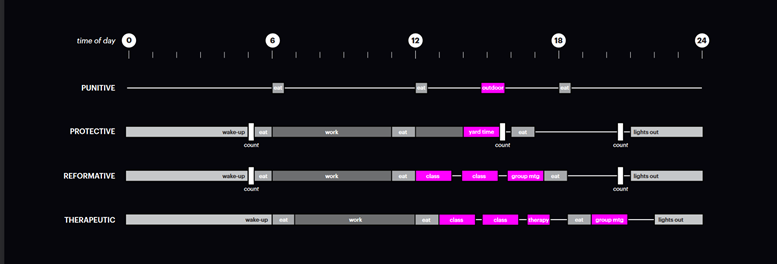 time of day 0 6 12 18 24
PUNITIVE eat eat outdoor eat
PROTECTIVE wake-up eat work eat yard time eat lights out
count count count
REFORMATIVE wake-up eat work eat class class group mtg eat lights out
count count
THERAPEUTIC wake-up eat work eat class class therapy eat group mtg lights out